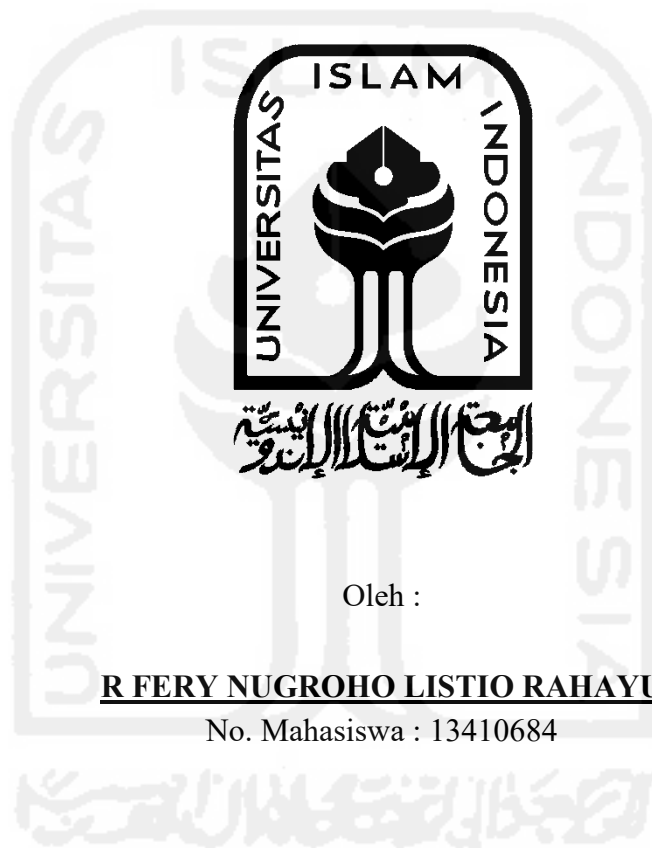 UNIVERSITAS ISLAM INDONESIA
الجامعة الإسلامية الإندونيسية
Oleh :
R FERY NUGROHO LISTIO RAHAYU
No. Mahasiswa : 13410684